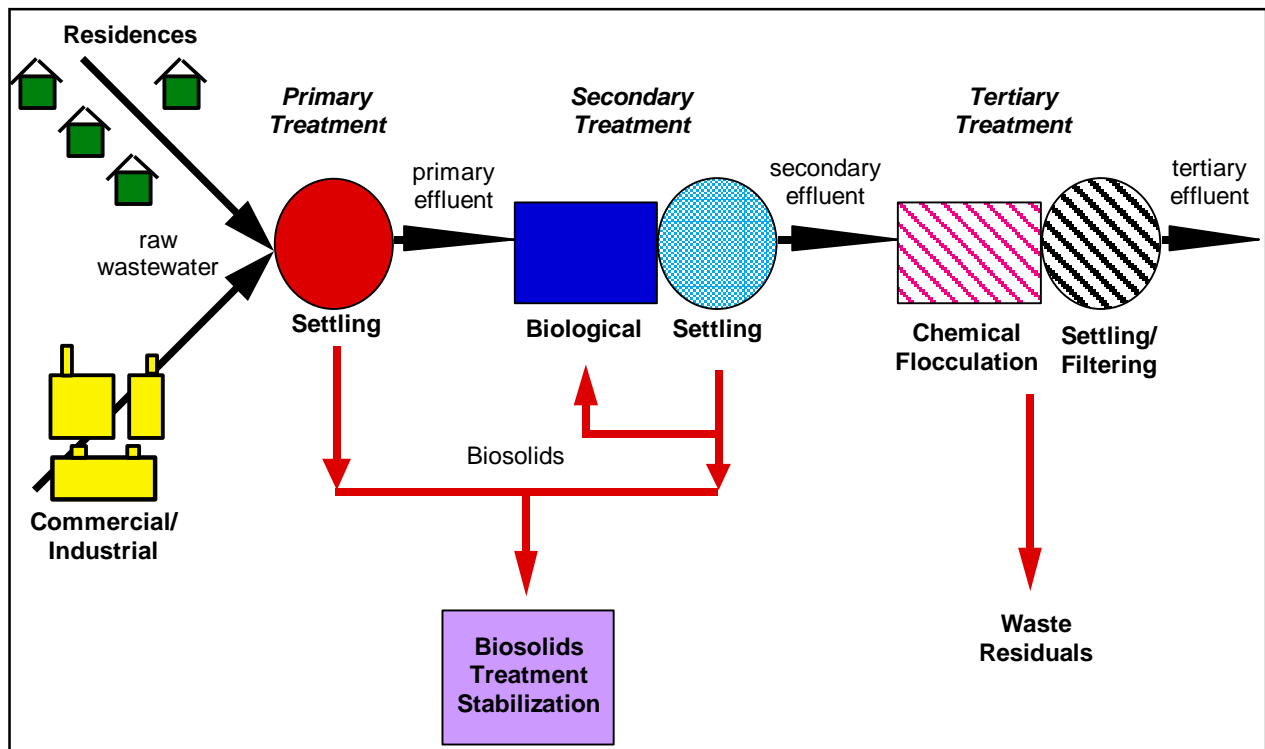 Residences
Primary
Treatment
Secondary
Treatment
Tertiary
Treatment
primary
effluent
secondary
effluent
tertiary
effluent
raw
wastewater
Settling
Biological
Settling
Chemical
Flocculation
Settling/
Filtering
Biosolids
Commercial/
Industrial
Biosolids
Treatment
Stabilization
Waste
Residuals